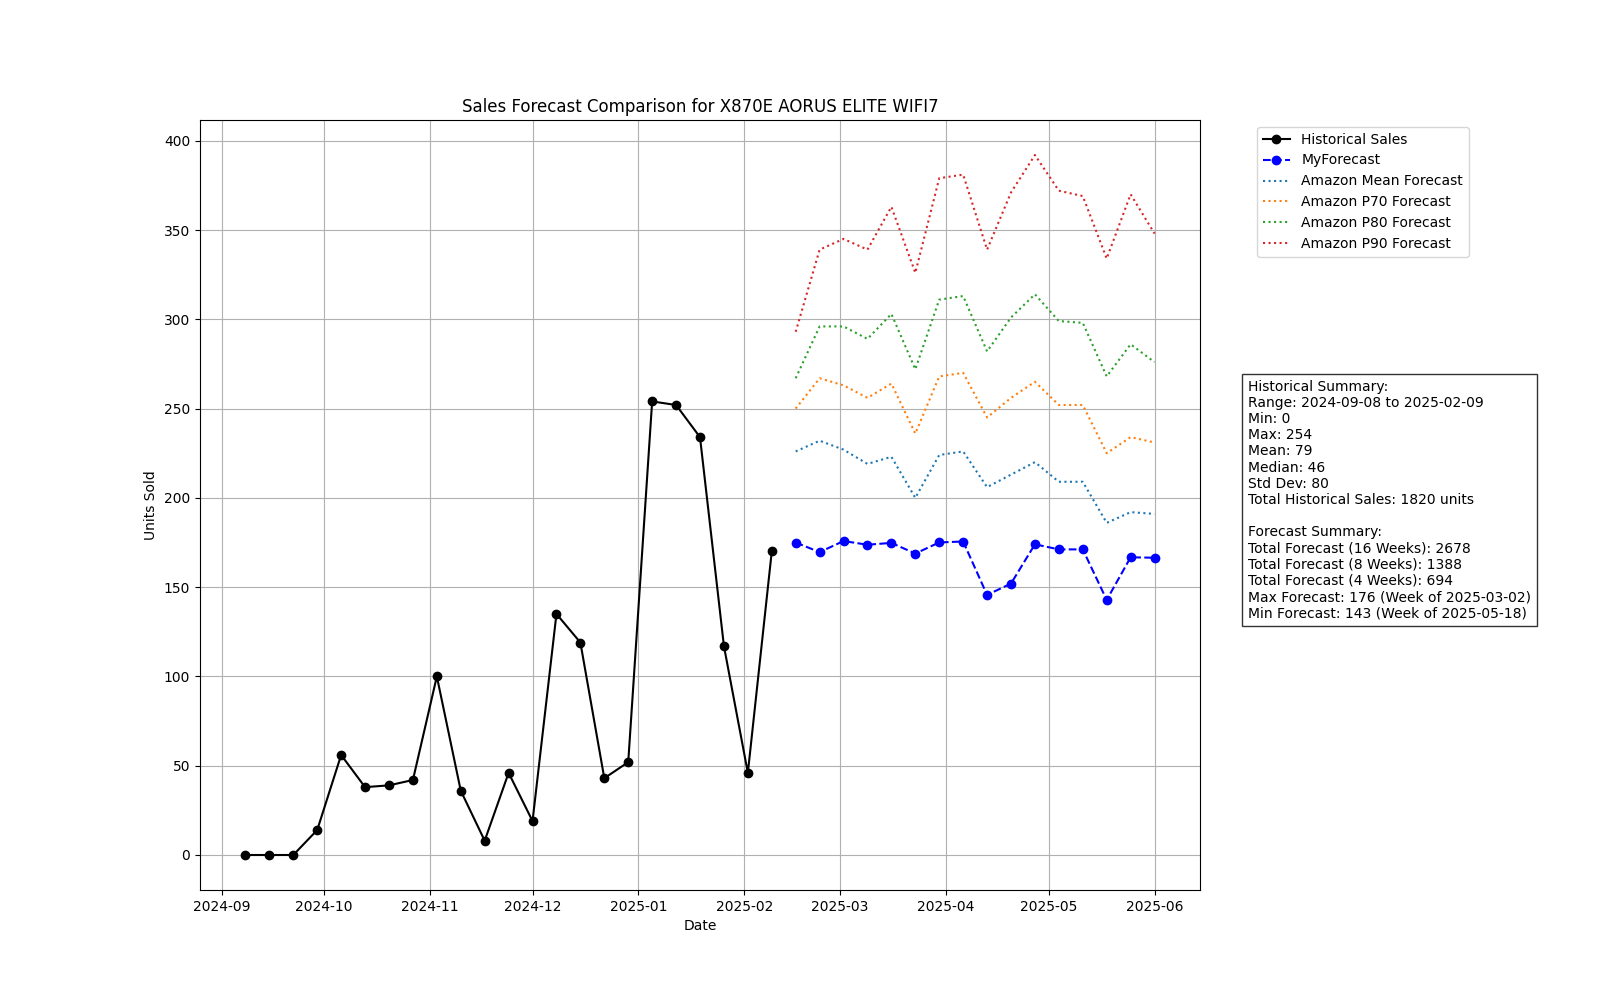 Sales Forecast Comparison for X870E AORUS ELITE WIFI7
400
350
300
250
200
150
100
50
0
Units Sold
2024-09
2024-10
2024-11
2024-12
2025-01
2025-02
2025-03
2025-04
2025-05
2025-06
Date
Historical Sales
MyForecast
Amazon Mean Forecast
Amazon P70 Forecast
Amazon P80 Forecast
Amazon P90 Forecast
Historical Summary:
Range: 2024-09-08 to 2025-02-09
Min: 0
Max: 254
Mean: 79
Median: 46
Std Dev: 80
Total Historical Sales: 1820 units
Forecast Summary:
Total Forecast (16 Weeks): 2678
Total Forecast (8 Weeks): 1388
Total Forecast (4 Weeks): 694
Max Forecast: 176 (Week of 2025-03-02)
Min Forecast: 143 (Week of 2025-05-18)